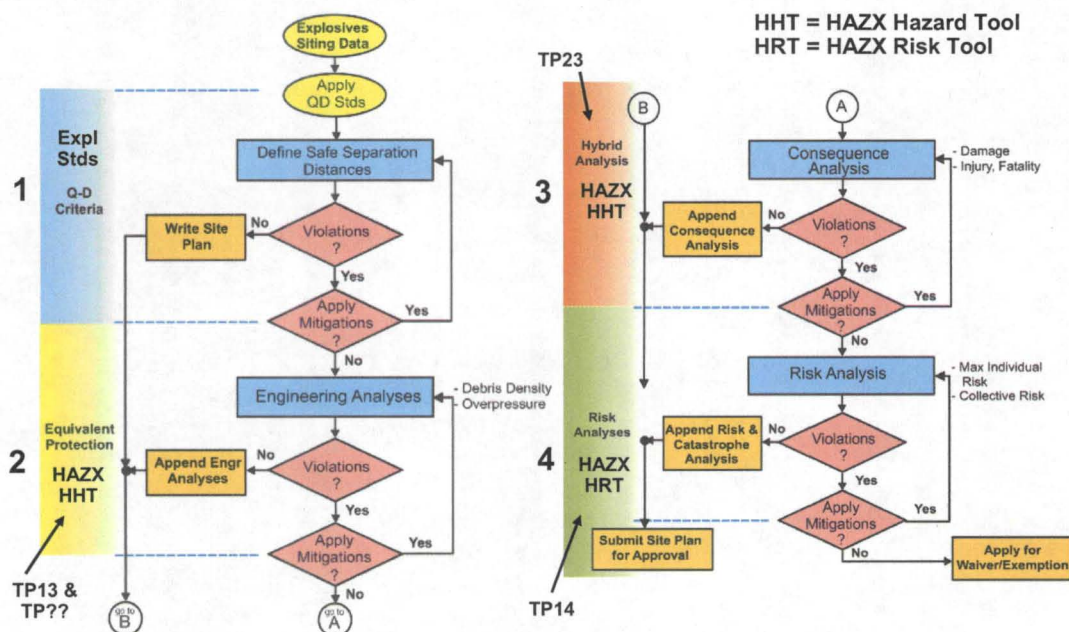 HHT = HAZX Hazard Tool
HRT = HAZX Risk Tool
Explosives
Siting Data
Apply
QD Stds
1
Expl
Stds
Q-D
Criteria
Define Safe Separation
Distances
Violations
?
No
Write Site
Plan
Yes
Apply
Mitigations
?
Yes
No
2
Equivalent
Protection
HAZX
HHT
TP13 &
TP??
Engineering Analyses
- Debris Density
- Overpressure
Violations
?
No
Append Engr
Analyses
Yes
Apply
Mitigations
?
Yes
No
go to
B
go to
A
TP23
B
A
3
Hybrid
Analysis
HAZX
HHT
Consequence
Analysis
- Damage
- Injury, Fatality
Violations
?
No
Append
Consequence
Analysis
Yes
Apply
Mitigations
?
Yes
No
4
Risk
Analyses
HAZX
HRT
TP14
Risk Analysis
- Max Individual
Risk
- Collective Risk
Violations
?
No
Append Risk &
Catastrophe
Analysis
Yes
Apply
Mitigations
?
Yes
No
Submit Site Plan
for Approval
Apply for
Waiver/Exemption